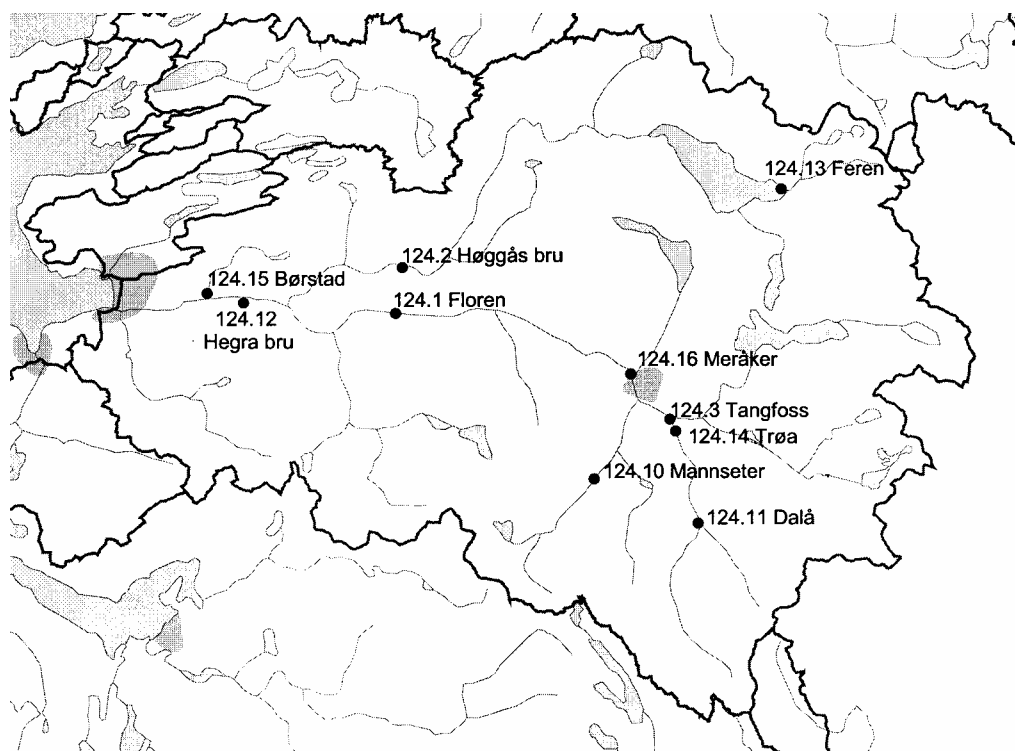 124.13 Feren
124.2 Høggås bru
124.15 Børstad
124.1 Floren
124.12
Hegra bru
124.16 Meråker
124.3 Tangfoss
124.14 Trøa
124.10 Mannseter
124.11 Dalå